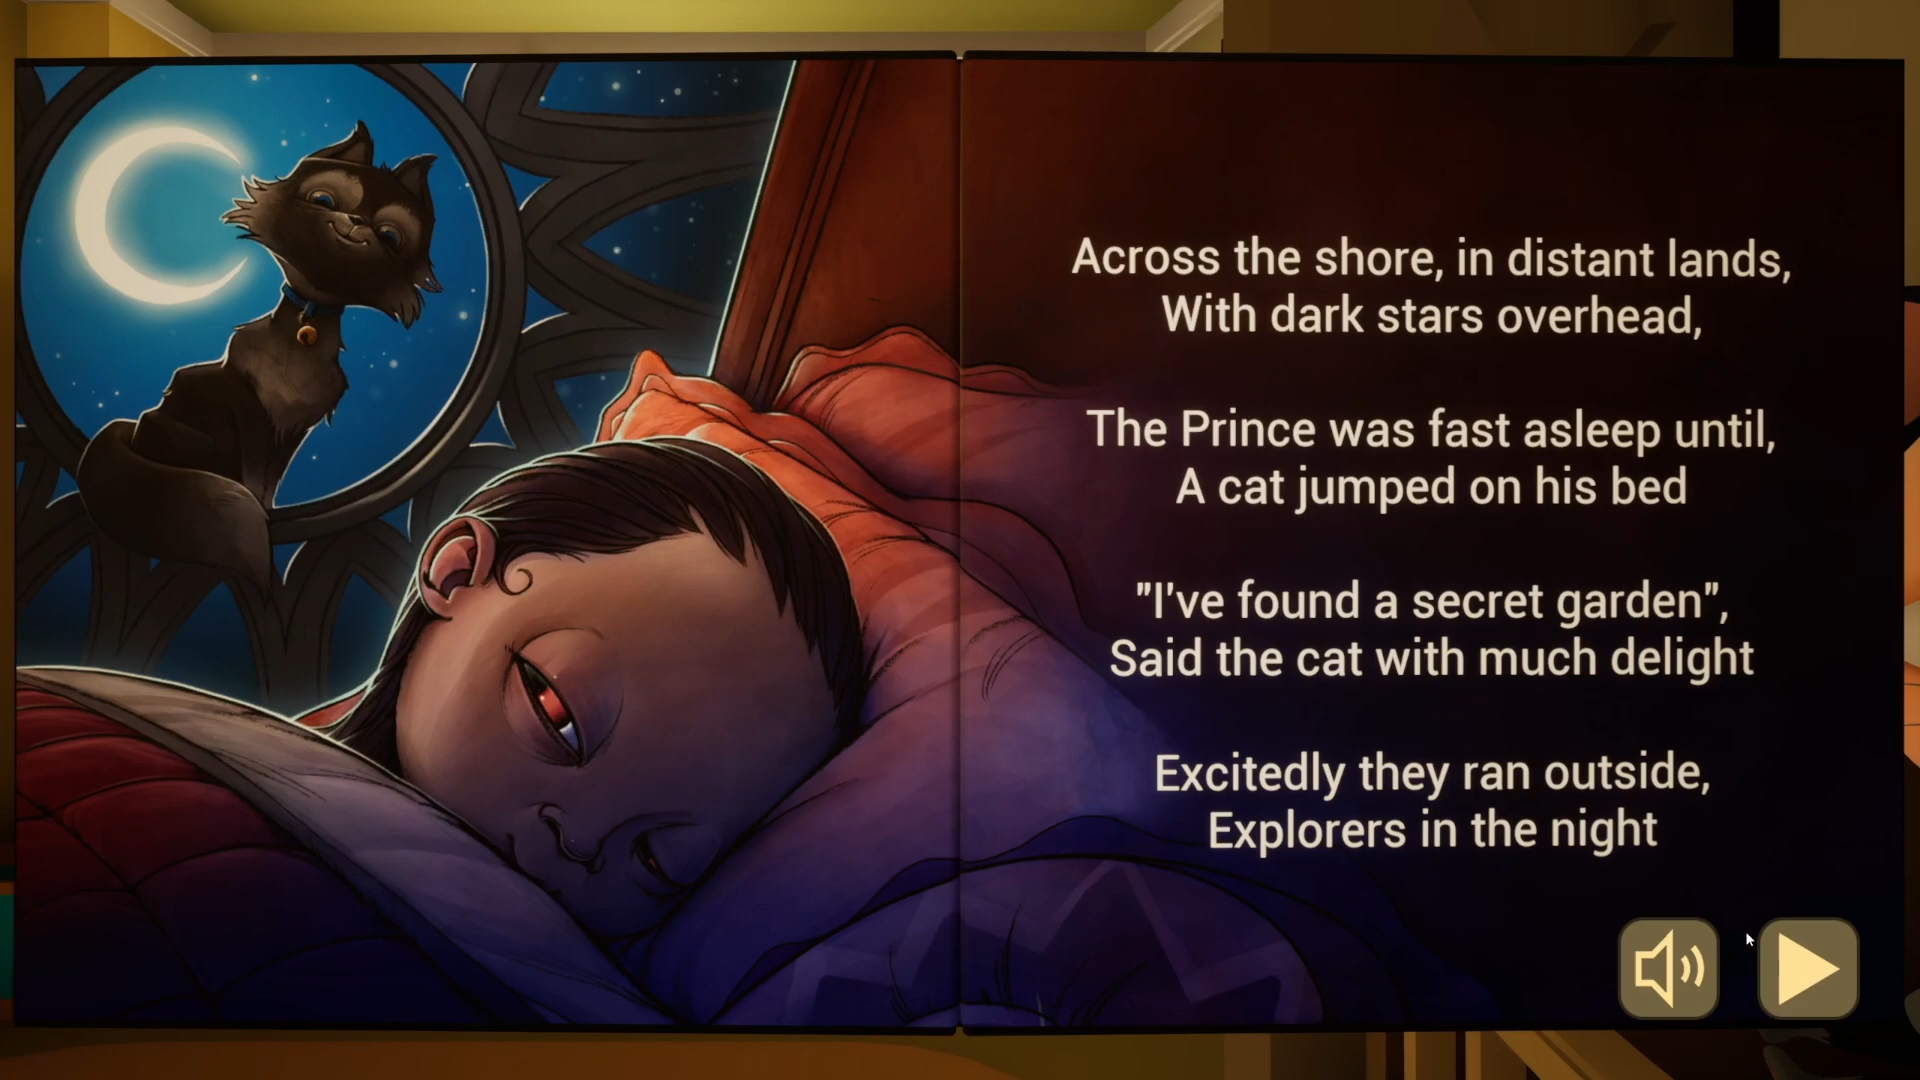 Across the shore, in distant lands,
With dark stars overhead,
The Prince was fast asleep until,
A cat jumped on his bed
"I've found a secret garden",
Said the cat with much delight
Excitedly they ran outside,
Explorers in the night